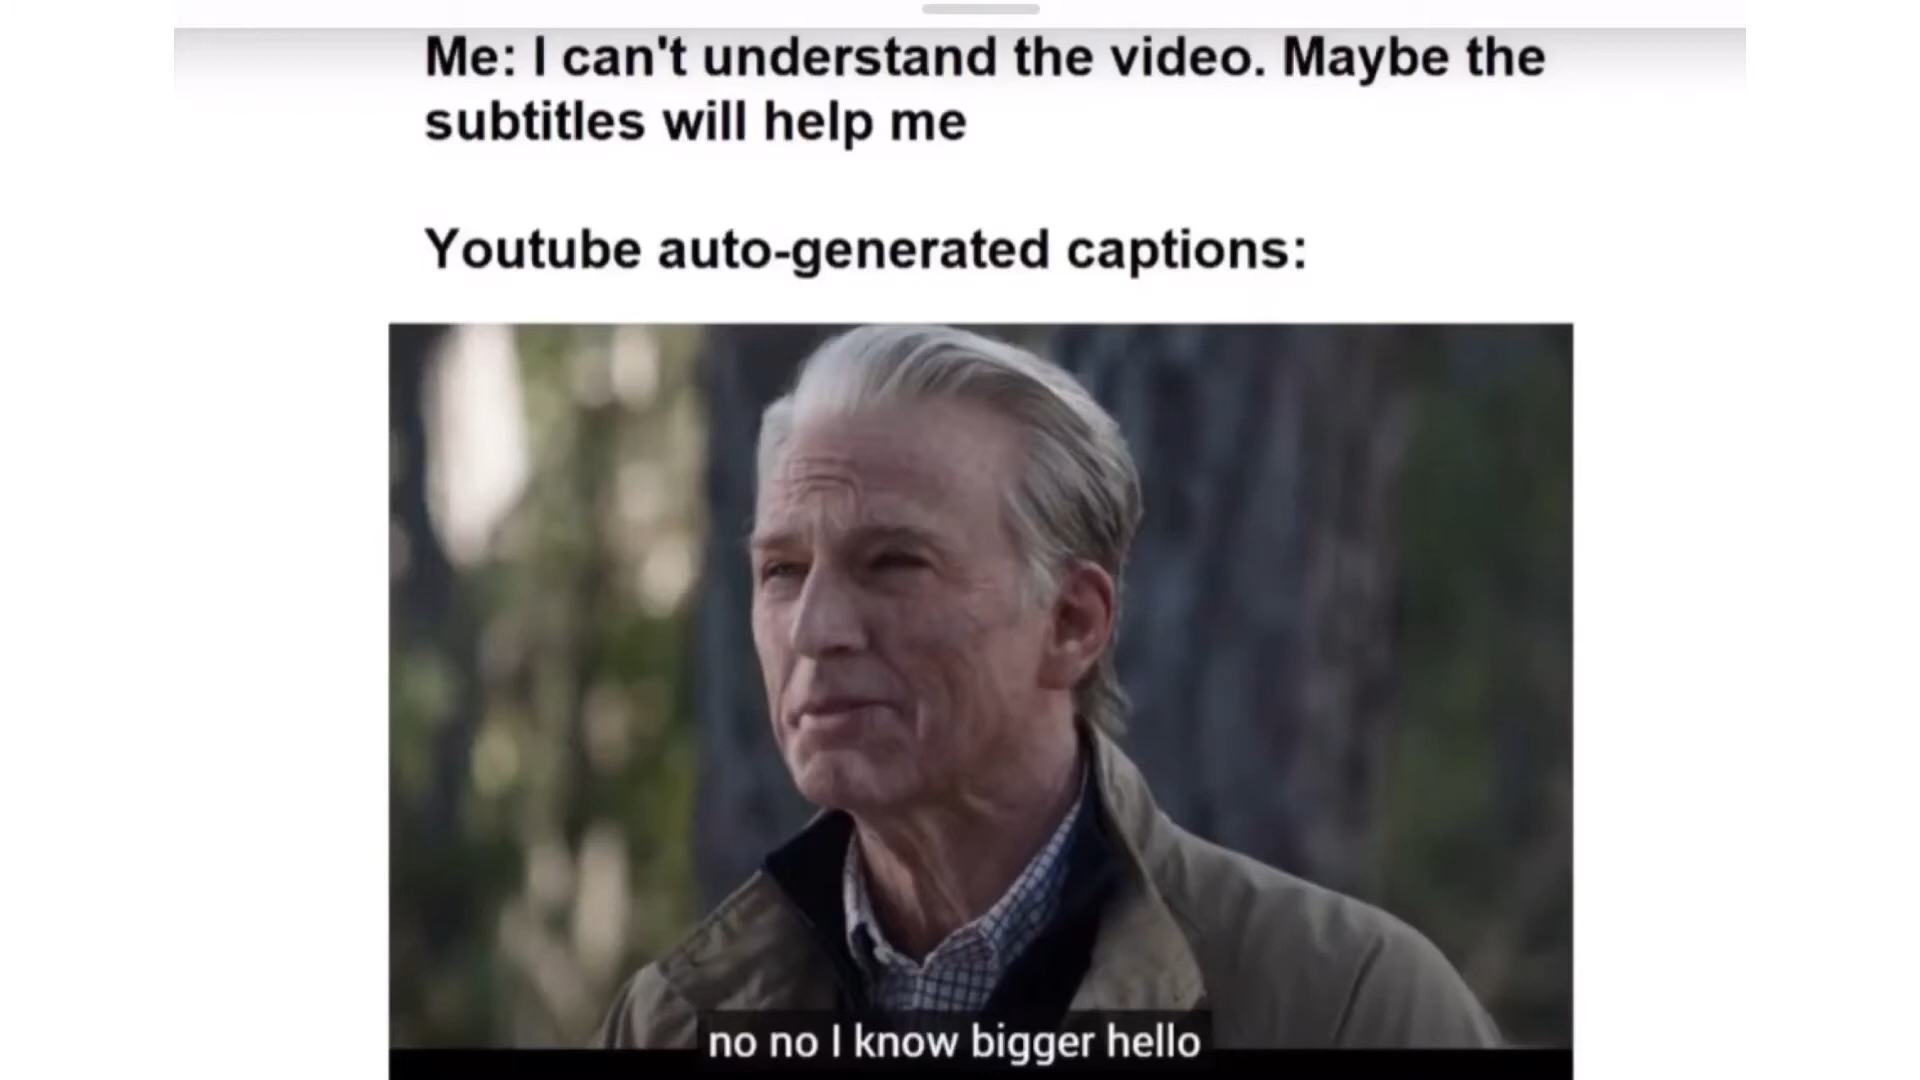 Me: I can't understand the video. Maybe the
subtitles will help me
Youtube auto-generated captions:
no no I know bigger hello